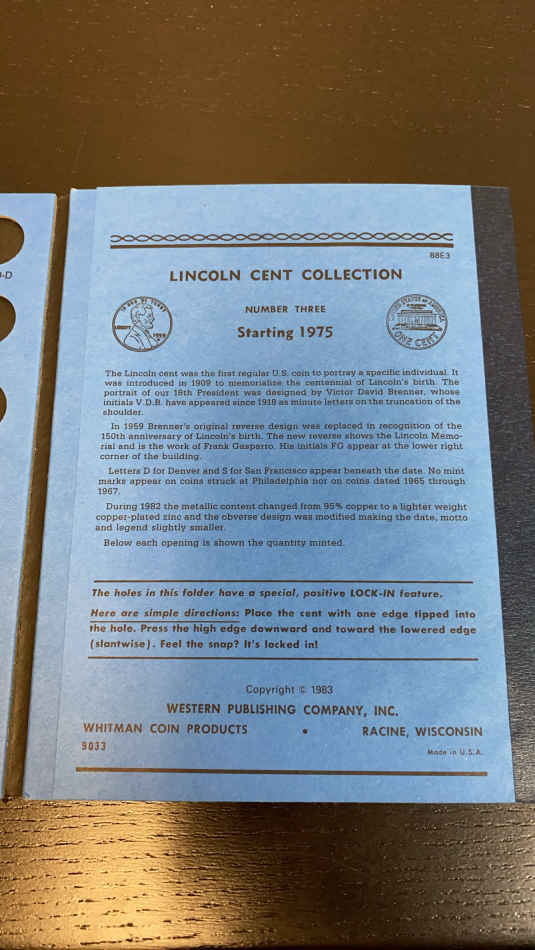 -D
88E3
LINCOLN CENT COLLECTION
NUMBER THREE
Starting 1975
IN GOD WE TRUST
LIBERTY
UNITED STATES OF AMERICA
ONE CENT
The Lincoln cent was the first regular U.S. coin to portray a specific individual. It
was introduced in 1909 to memorialize the centennial of Lincoln's birth. The
portrait of our 16th President was designed by Victor David Brenner, whose
initials V.D.B. have appeared since 1918 as minute letters on the truncation of the
shoulder.
In 1959 Brenner's original reverse design was replaced in recognition of the
150th anniversary of Lincoln's birth. The new reverse shows the Lincoln Memo-
rial and is the work of Frank Gasparro. His initials FG appear at the lower right
corner of the building.
Letters D for Denver and S for San Francisco appear beneath the date. No mint
marks appear on coins struck at Philadelphia nor on coins dated 1965 through
1967.
During 1982 the metallic content changed from 95% copper to a lighter weight
copper-plated zinc and the obverse design was modified making the date, motto
and legend slightly smaller.
Below each opening is shown the quantity minted.
The holes in this folder have a special, positive LOCK-IN feature.
Here are simple directions: Place the cent with one edge tipped into
the hole. Press the high edge downward and toward the lowered edge
(slantwise). Feel the snap? It's locked in!
Copyright © 1983
WESTERN PUBLISHING COMPANY, INC.
WHITMAN COIN PRODUCTS • RACINE, WISCONSIN
9033
Made in U.S.A.